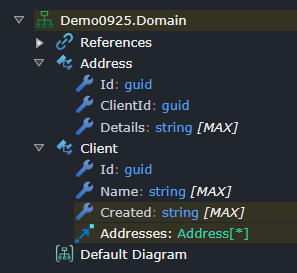 Demo0925.Domain
References
Address
Id: guid
ClientId: guid
Details: string [MAX]
Client
Id: guid
Name: string [MAX]
Created: string [MAX]
Addresses: Address[*]
Default Diagram